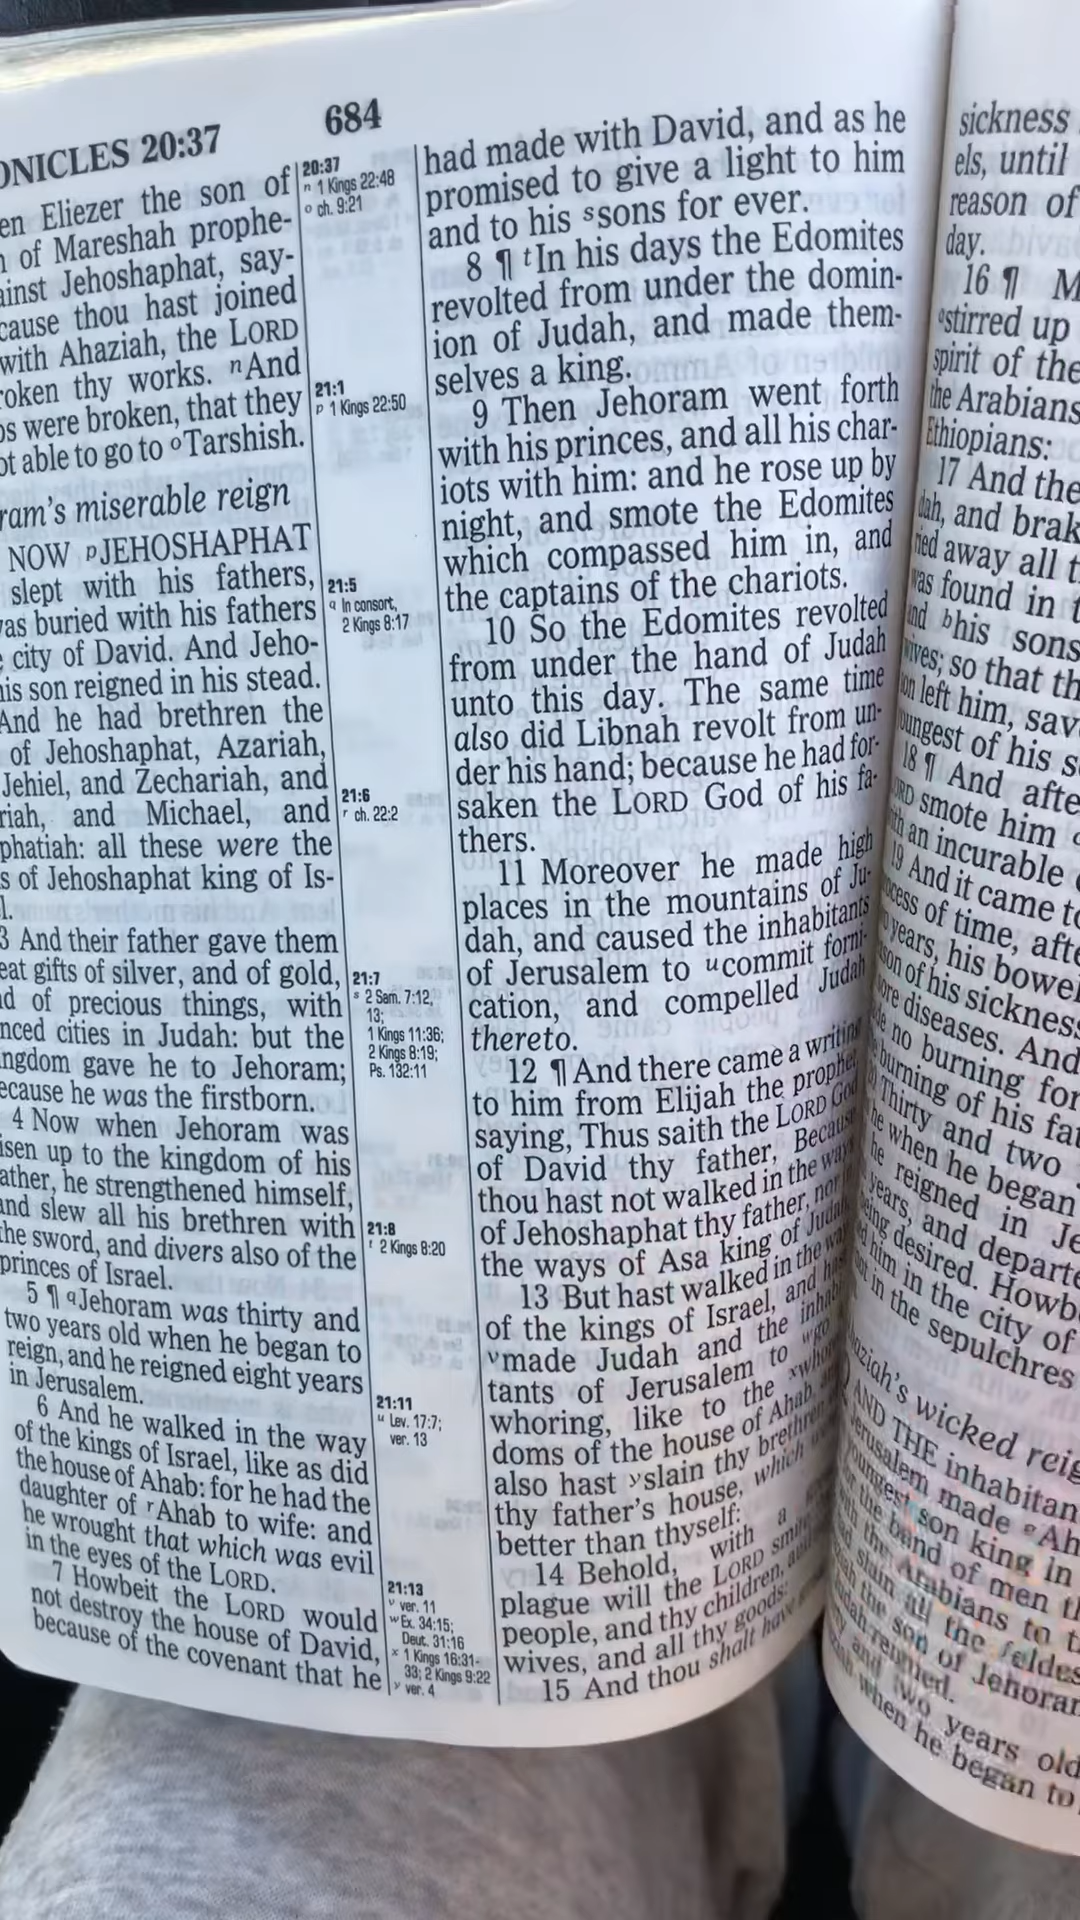 ONICLES 20:37
684
en Eliezer the son of
of Mareshah prophe-
ainst Jehoshaphat, say-
cause thou hast joined
with Ahaziah, the LORD
roken thy works. nAnd
os were broken, that they
ot able to go to oTarshish.
ram's miserable reign
NOW pJEHOSHAPHAT
slept with his fathers,
was buried with his fathers
city of David. And Jeho-
his son reigned in his stead.
And he had brethren the
of Jehoshaphat, Azariah,
Jehiel, and Zechariah, and
riah, and Michael, and
phatiah: all these were the
s of Jehoshaphat king of Is-
l.
3 And their father gave them
eat gifts of silver, and of gold,
nd of precious things, with
nced cities in Judah: but the
ngdom gave he to Jehoram;
ecause he was the firstborn.
4 Now when Jehoram was
isen up to the kingdom of his
ather, he strengthened himself,
and slew all his brethren with
the sword, and divers also of the
princes of Israel.
5 ¶ qJehoram was thirty and
two years old when he began to
reign, and he reigned eight years
in Jerusalem.
6 And he walked in the way
of the kings of Israel, like as did
the house of Ahab: for he had the
daughter of rAhab to wife: and
he wrought that which was evil
in the eyes of the LORD.
7 Howbeit the LORD would
not destroy the house of David,
because of the covenant that he
20:37
n 1 Kings 22:48
o ch. 9:21
21:1
p 1 Kings 22:50
21:5
q In consort,
2 Kings 8:17
21:6
r ch. 22:2
21:7
s 2 Sam. 7:12,
13;
1 Kings 11:36;
2 Kings 8:19;
Ps. 132:11
21:8
t 2 Kings 8:20
21:11
u Lev. 17:7;
ver. 13
21:13
v ver. 11
w Ex. 34:15;
Deut. 31:16
x 1 Kings 16:31-
33; 2 Kings 9:22
y ver. 4
had made with David, and as he
promised to give a light to him
and to his ssons for ever.
8 ¶ tIn his days the Edomites
revolted from under the domin-
ion of Judah, and made them-
selves a king.
9 Then Jehoram went forth
with his princes, and all his char-
iots with him: and he rose up by
night, and smote the Edomites
which compassed him in, and
the captains of the chariots.
10 So the Edomites revolted
from under the hand of Judah
unto this day. The same time
also did Libnah revolt from un-
der his hand; because he had for-
saken the LORD God of his fa-
thers.
11 Moreover he made high
places in the mountains of Ju-
dah, and caused the inhabitants
of Jerusalem to ucommit forni-
cation, and compelled Judah
thereto.
12 ¶ And there came a writing
to him from Elijah the prophet
saying, Thus saith the LORD God
of David thy father, Because
thou hast not walked in the ways
of Jehoshaphat thy father, nor
the ways of Asa king of Judah
13 But hast walked in the way
of the kings of Israel, and hast
vmade Judah and the inhabi
tants of Jerusalem to wgo
whoring, like to the xwhor
doms of the house of Ahab,
also hast yslain thy brethren
thy father's house, which
better than thyself:
14 Behold, with a
plague will the LORD smite
people, and thy children,
wives, and all thy goods:
15 And thou shalt have
sickness
els, until
reason of
day.
16 ¶ M
stirred up
spirit of the
the Arabians
Ethiopians:
17 And the
dah, and brak
ried away all t
was found in t
and bhis sons
wives; so that th
on left him, sav
oungest of his s
18 ¶ And afte
ORD smote him
ith an incurable
19 And it came to
ocess of time, afte
years, his bowel
son of his sickness
ore diseases. And
de no burning for
burning of his fat
Thirty and two
he when he began
he reigned in Je
years, and departe
eing desired. Howb
ed him in the city of
in the sepulchres
aziah's wicked reig
AND THE inhabitan
Jerusalem made Ah
youngest son king in
the band of men th
the Arabians to t
slain all the eldes
the son of Jehoram
reigned.
and two years old
when he began to